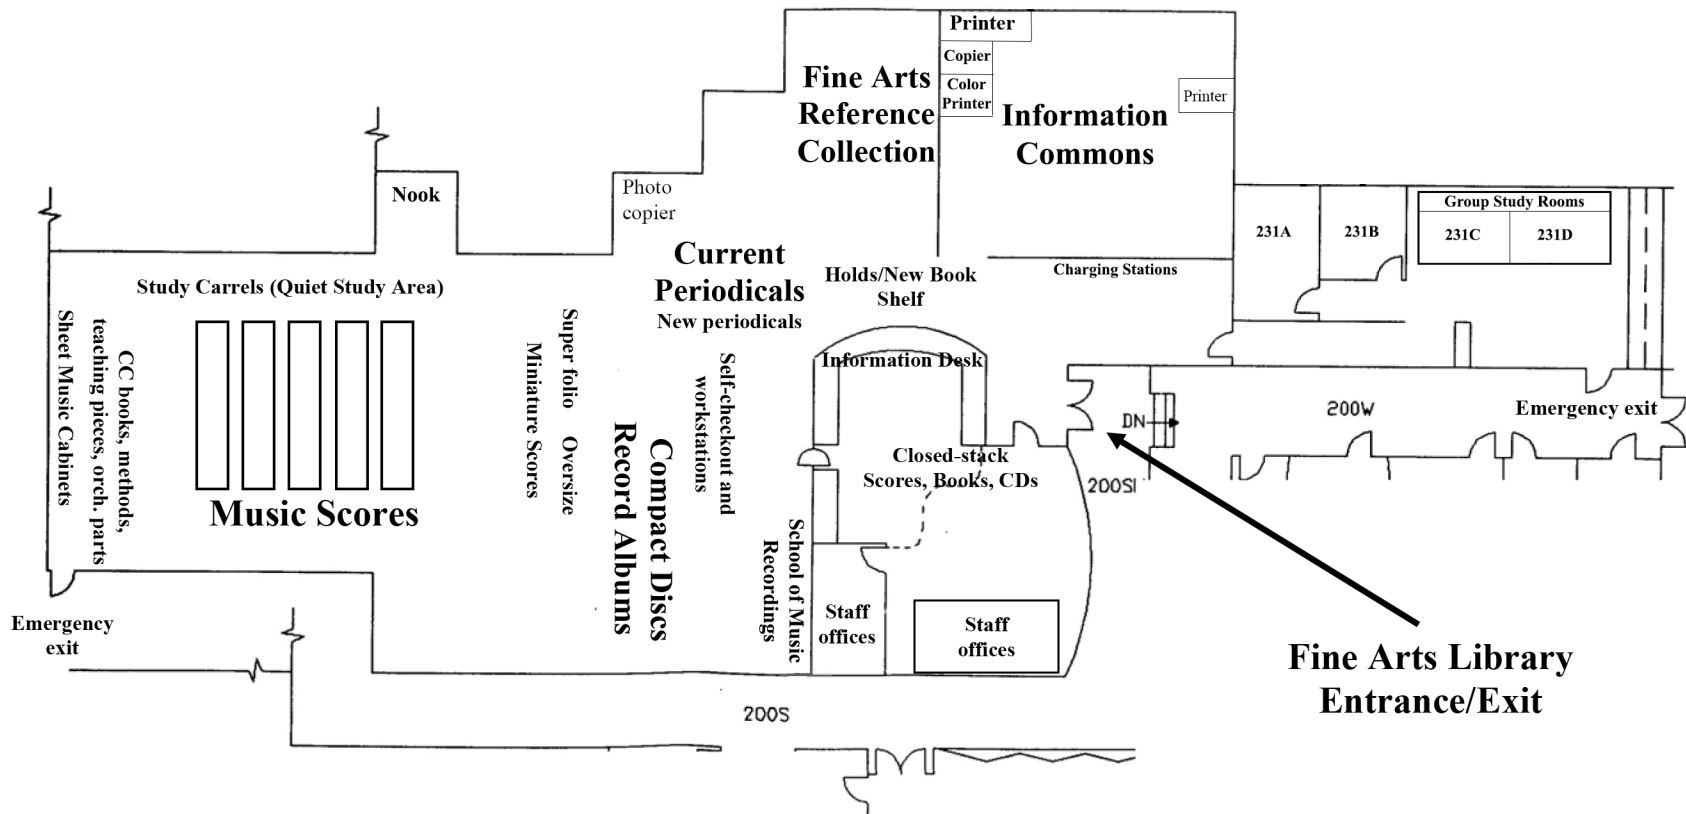 Printer
Copier
Color
Printer
Printer
Fine Arts
Reference
Collection
Information
Commons
Nook
Photo
copier
Group Study Rooms
231A
231B
231C
231D
Current
Periodicals
New periodicals
Holds/New Book
Shelf
Charging Stations
Study Carrels (Quiet Study Area)
Sheet Music Cabinets
teaching pieces, orch. parts
CC books, methods,
Music Scores
Super folio Oversize
Miniature Scores
Self-checkout and
workstations
Information Desk
Compact Discs
Record Albums
Closed-stack
Scores, Books, CDs
School of Music
Recordings
Staff
offices
Staff
offices
DN
200W
Emergency exit
200S1
Emergency
exit
Fine Arts Library
Entrance/Exit
200S